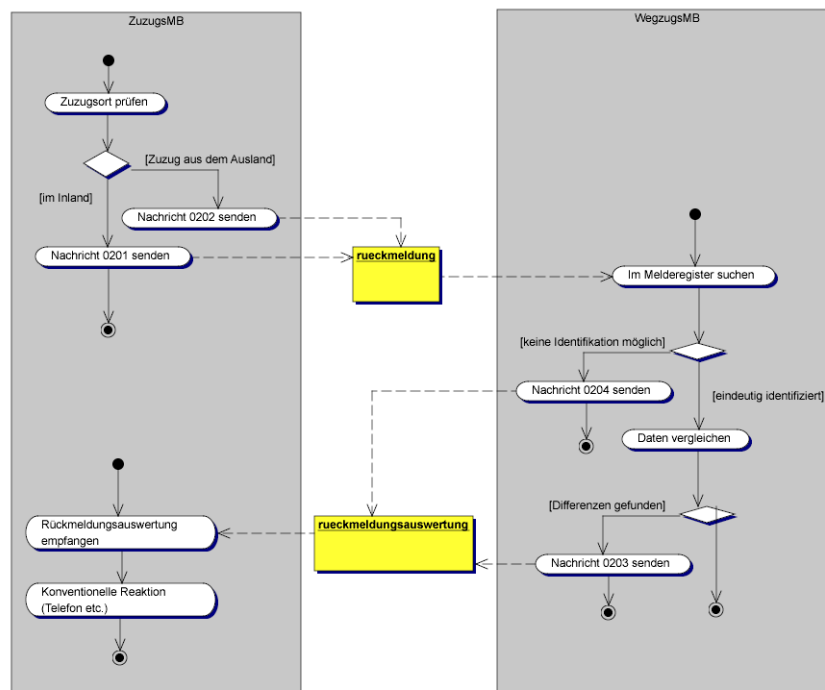 ZuzugsMB
WegzugsMB
Zuzugsort prüfen
[Zuzug aus dem Ausland]
[im Inland]
Nachricht 0202 senden
Nachricht 0201 senden
rueckmeldung
Im Melderegister suchen
[keine Identifikation möglich]
Nachricht 0204 senden
[eindeutig identifiziert]
Daten vergleichen
[Differenzen gefunden]
Nachricht 0203 senden
rueckmeldungsauswertung
Rückmeldungsauswertung
empfangen
Konventionelle Reaktion
(Telefon etc.)